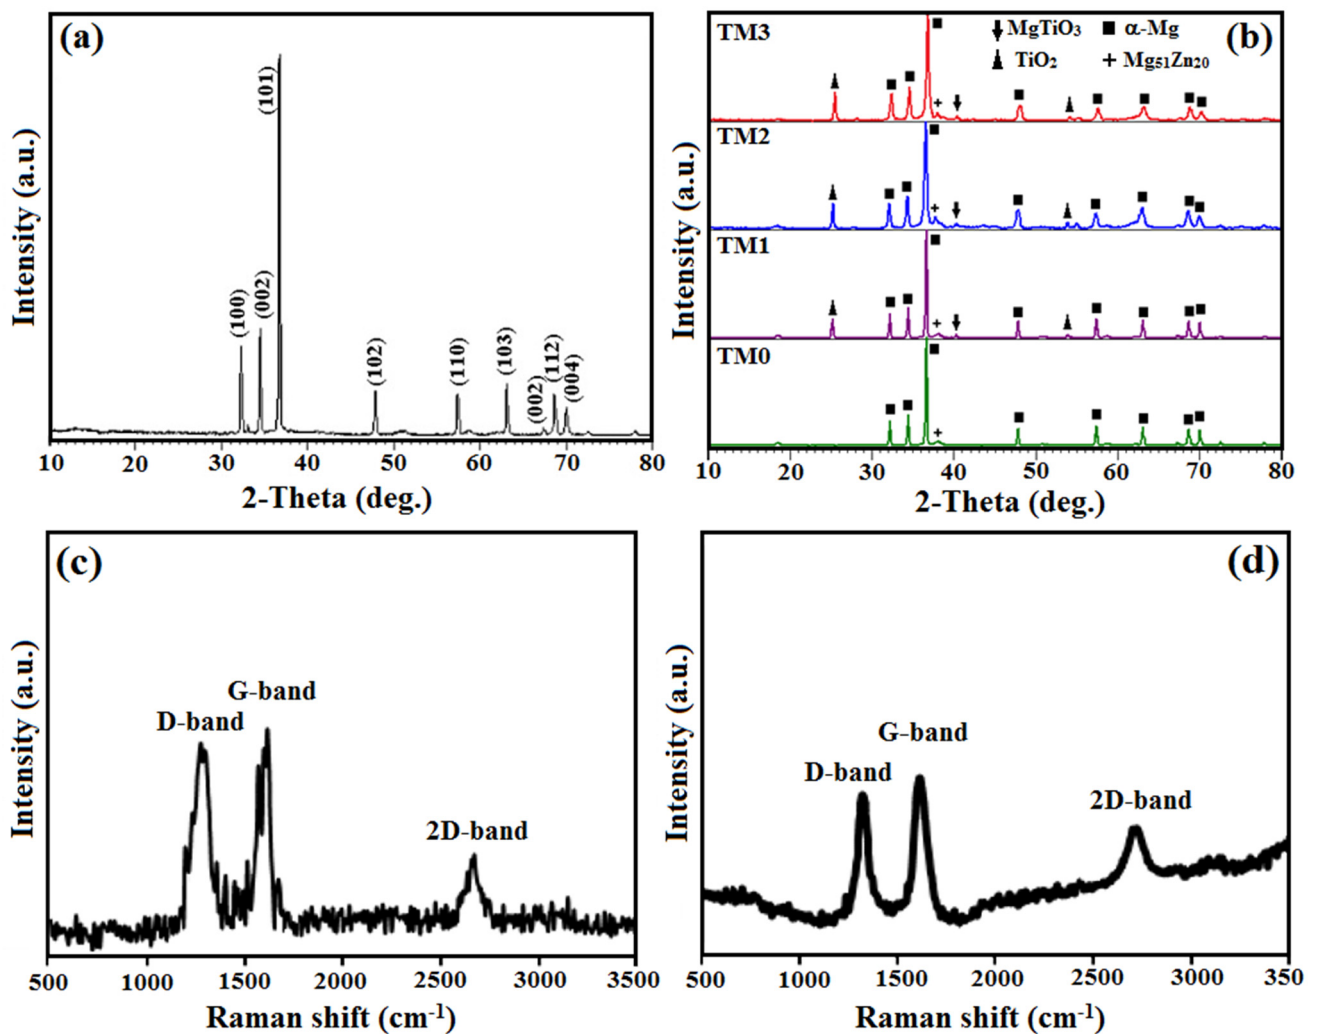 (a)
Intensity (a.u.)
(100)
(002)
(101)
(102)
(110)
(103)
(002)
(112)
(004)
10 20 30 40 50 60 70 80
2-Theta (deg.)
(b)
Intensity (a.u.)
↓ MgTiO₃ ■ α-Mg
▲ TiO₂ + Mg₅₁Zn₂₀
TM3
TM2
TM1
TM0
10 20 30 40 50 60 70 80
2-Theta (deg.)
(c)
Intensity (a.u.)
D-band
G-band
2D-band
500 1000 1500 2000 2500 3000 3500
Raman shift (cm⁻¹)
(d)
Intensity (a.u.)
D-band
G-band
2D-band
500 1000 1500 2000 2500 3000 350
Raman shift (cm⁻¹)